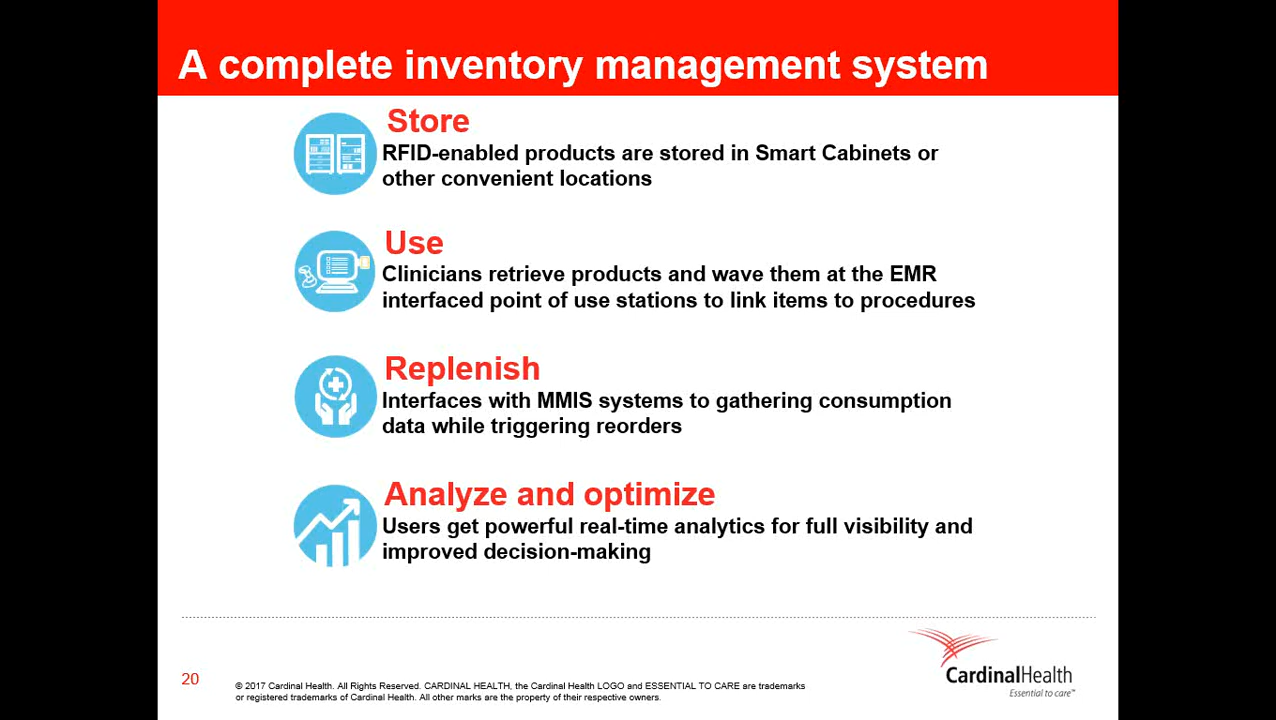 A complete inventory management system
Store
RFID-enabled products are stored in Smart Cabinets or
other convenient locations
Use
Clinicians retrieve products and wave them at the EMR
interfaced point of use stations to link items to procedures
Replenish
Interfaces with MMIS systems to gathering consumption
data while triggering reorders
Analyze and optimize
Users get powerful real-time analytics for full visibility and
improved decision-making
CardinalHealth
Essential to care™
20
© 2017 Cardinal Health. All Rights Reserved. CARDINAL HEALTH, the Cardinal Health LOGO and ESSENTIAL TO CARE are trademarks
or registered trademarks of Cardinal Health. All other marks are the property of their respective owners.